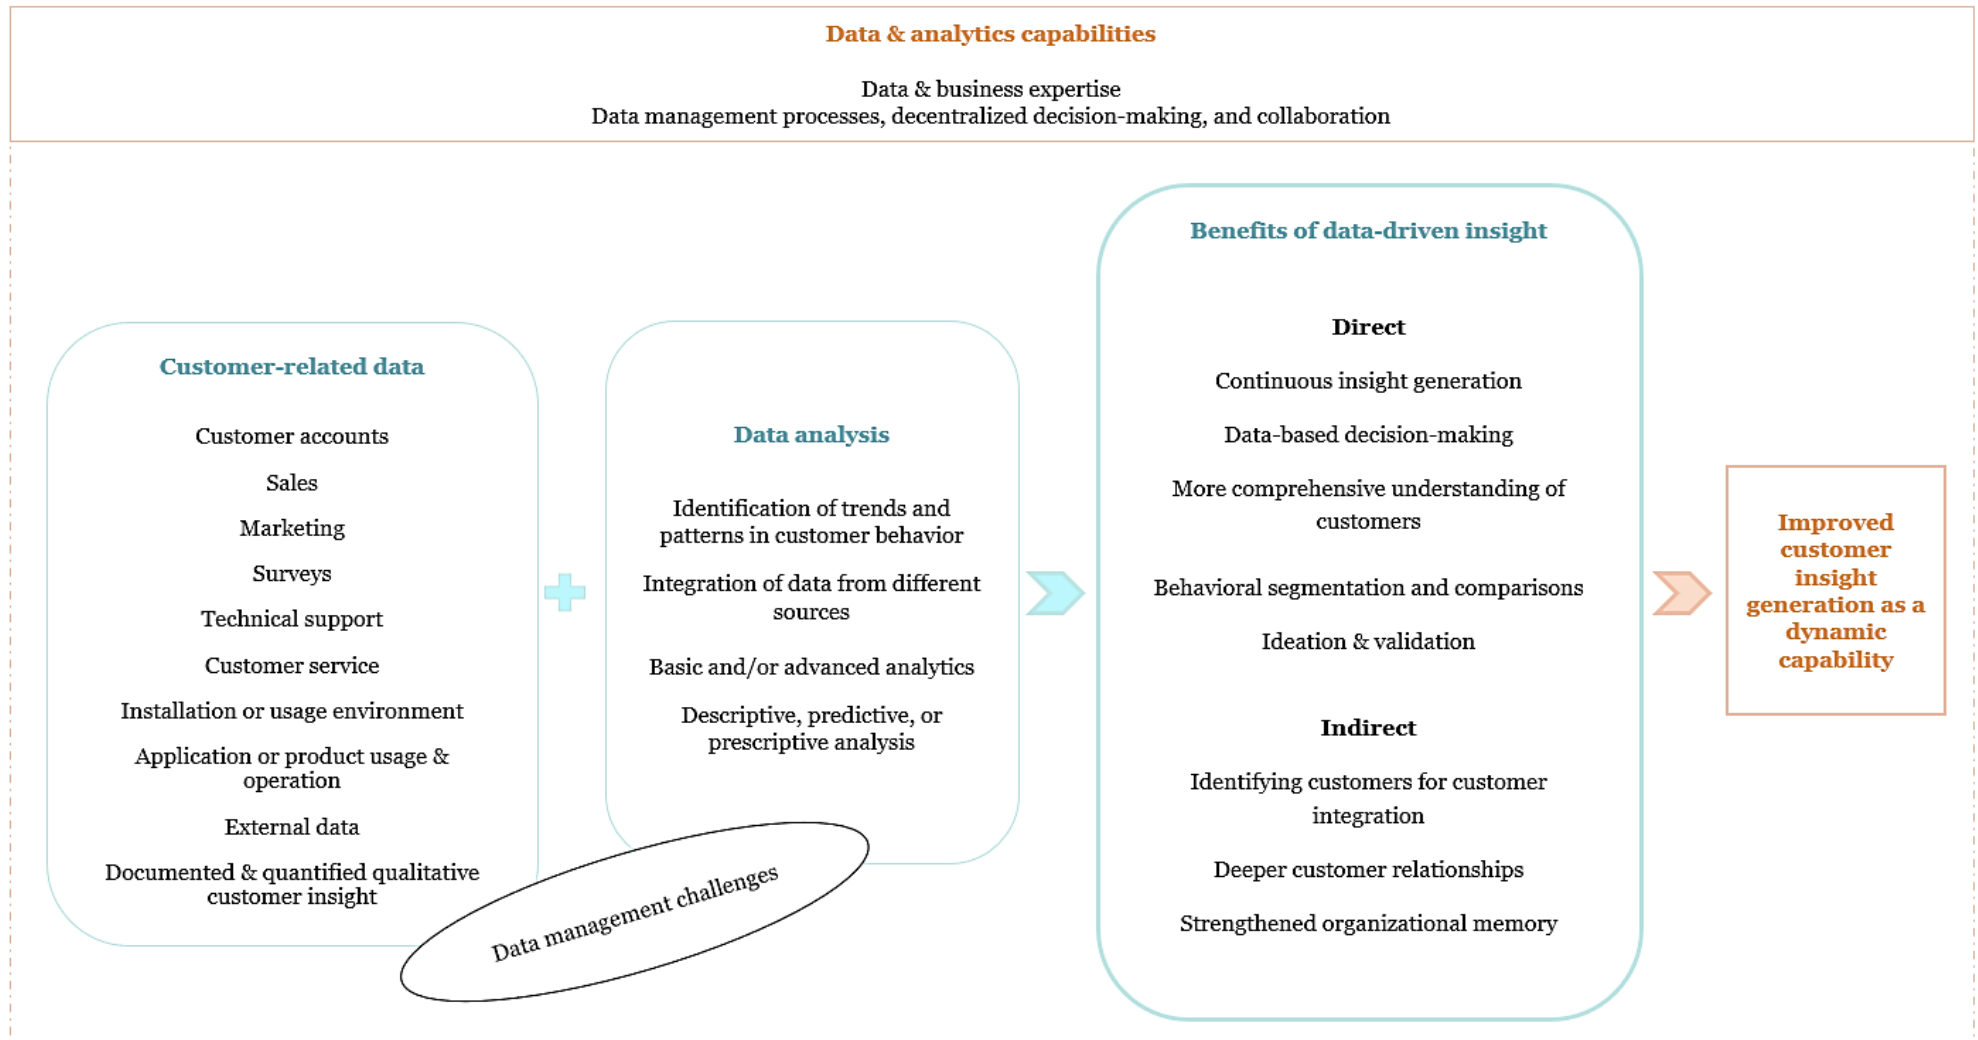 Data & analytics capabilities
Data & business expertise
Data management processes, decentralized decision-making, and collaboration
Customer-related data
Customer accounts
Sales
Marketing
Surveys
Technical support
Customer service
Installation or usage environment
Application or product usage &
operation
External data
Documented & quantified qualitative
customer insight
Data analysis
Identification of trends and
patterns in customer behavior
Integration of data from different
sources
Basic and/or advanced analytics
Descriptive, predictive, or
prescriptive analysis
Data management challenges
Benefits of data-driven insight
Direct
Continuous insight generation
Data-based decision-making
More comprehensive understanding of
customers
Behavioral segmentation and comparisons
Ideation & validation
Indirect
Identifying customers for customer
integration
Deeper customer relationships
Strengthened organizational memory
Improved
customer
insight
generation as a
dynamic
capability